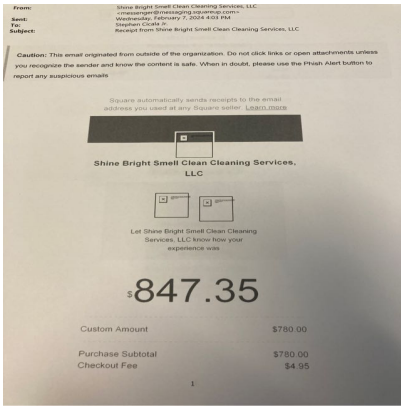 From: Shine Bright Smell Clean Cleaning Services, LLC
<messenger@messaging.squareup.com>
Sent: Wednesday, February 7, 2024 4:03 PM
To: Stephen Cicala Jr.
Subject: Receipt from Shine Bright Smell Clean Cleaning Services, LLC
Caution: This email originated from outside of the organization. Do not click links or open attachments unless
you recognize the sender and know the content is safe. When in doubt, please use the Phish Alert button to
report any suspicious emails
Square automatically sends receipts to the email
address you used at any Square seller. Learn more
Shine Bright Smell Clean Cleaning Services,
LLC
Let Shine Bright Smell Clean Cleaning
Services, LLC know how your
experience was
$847.35
Custom Amount $780.00
Purchase Subtotal $780.00
Checkout Fee $4.95
1